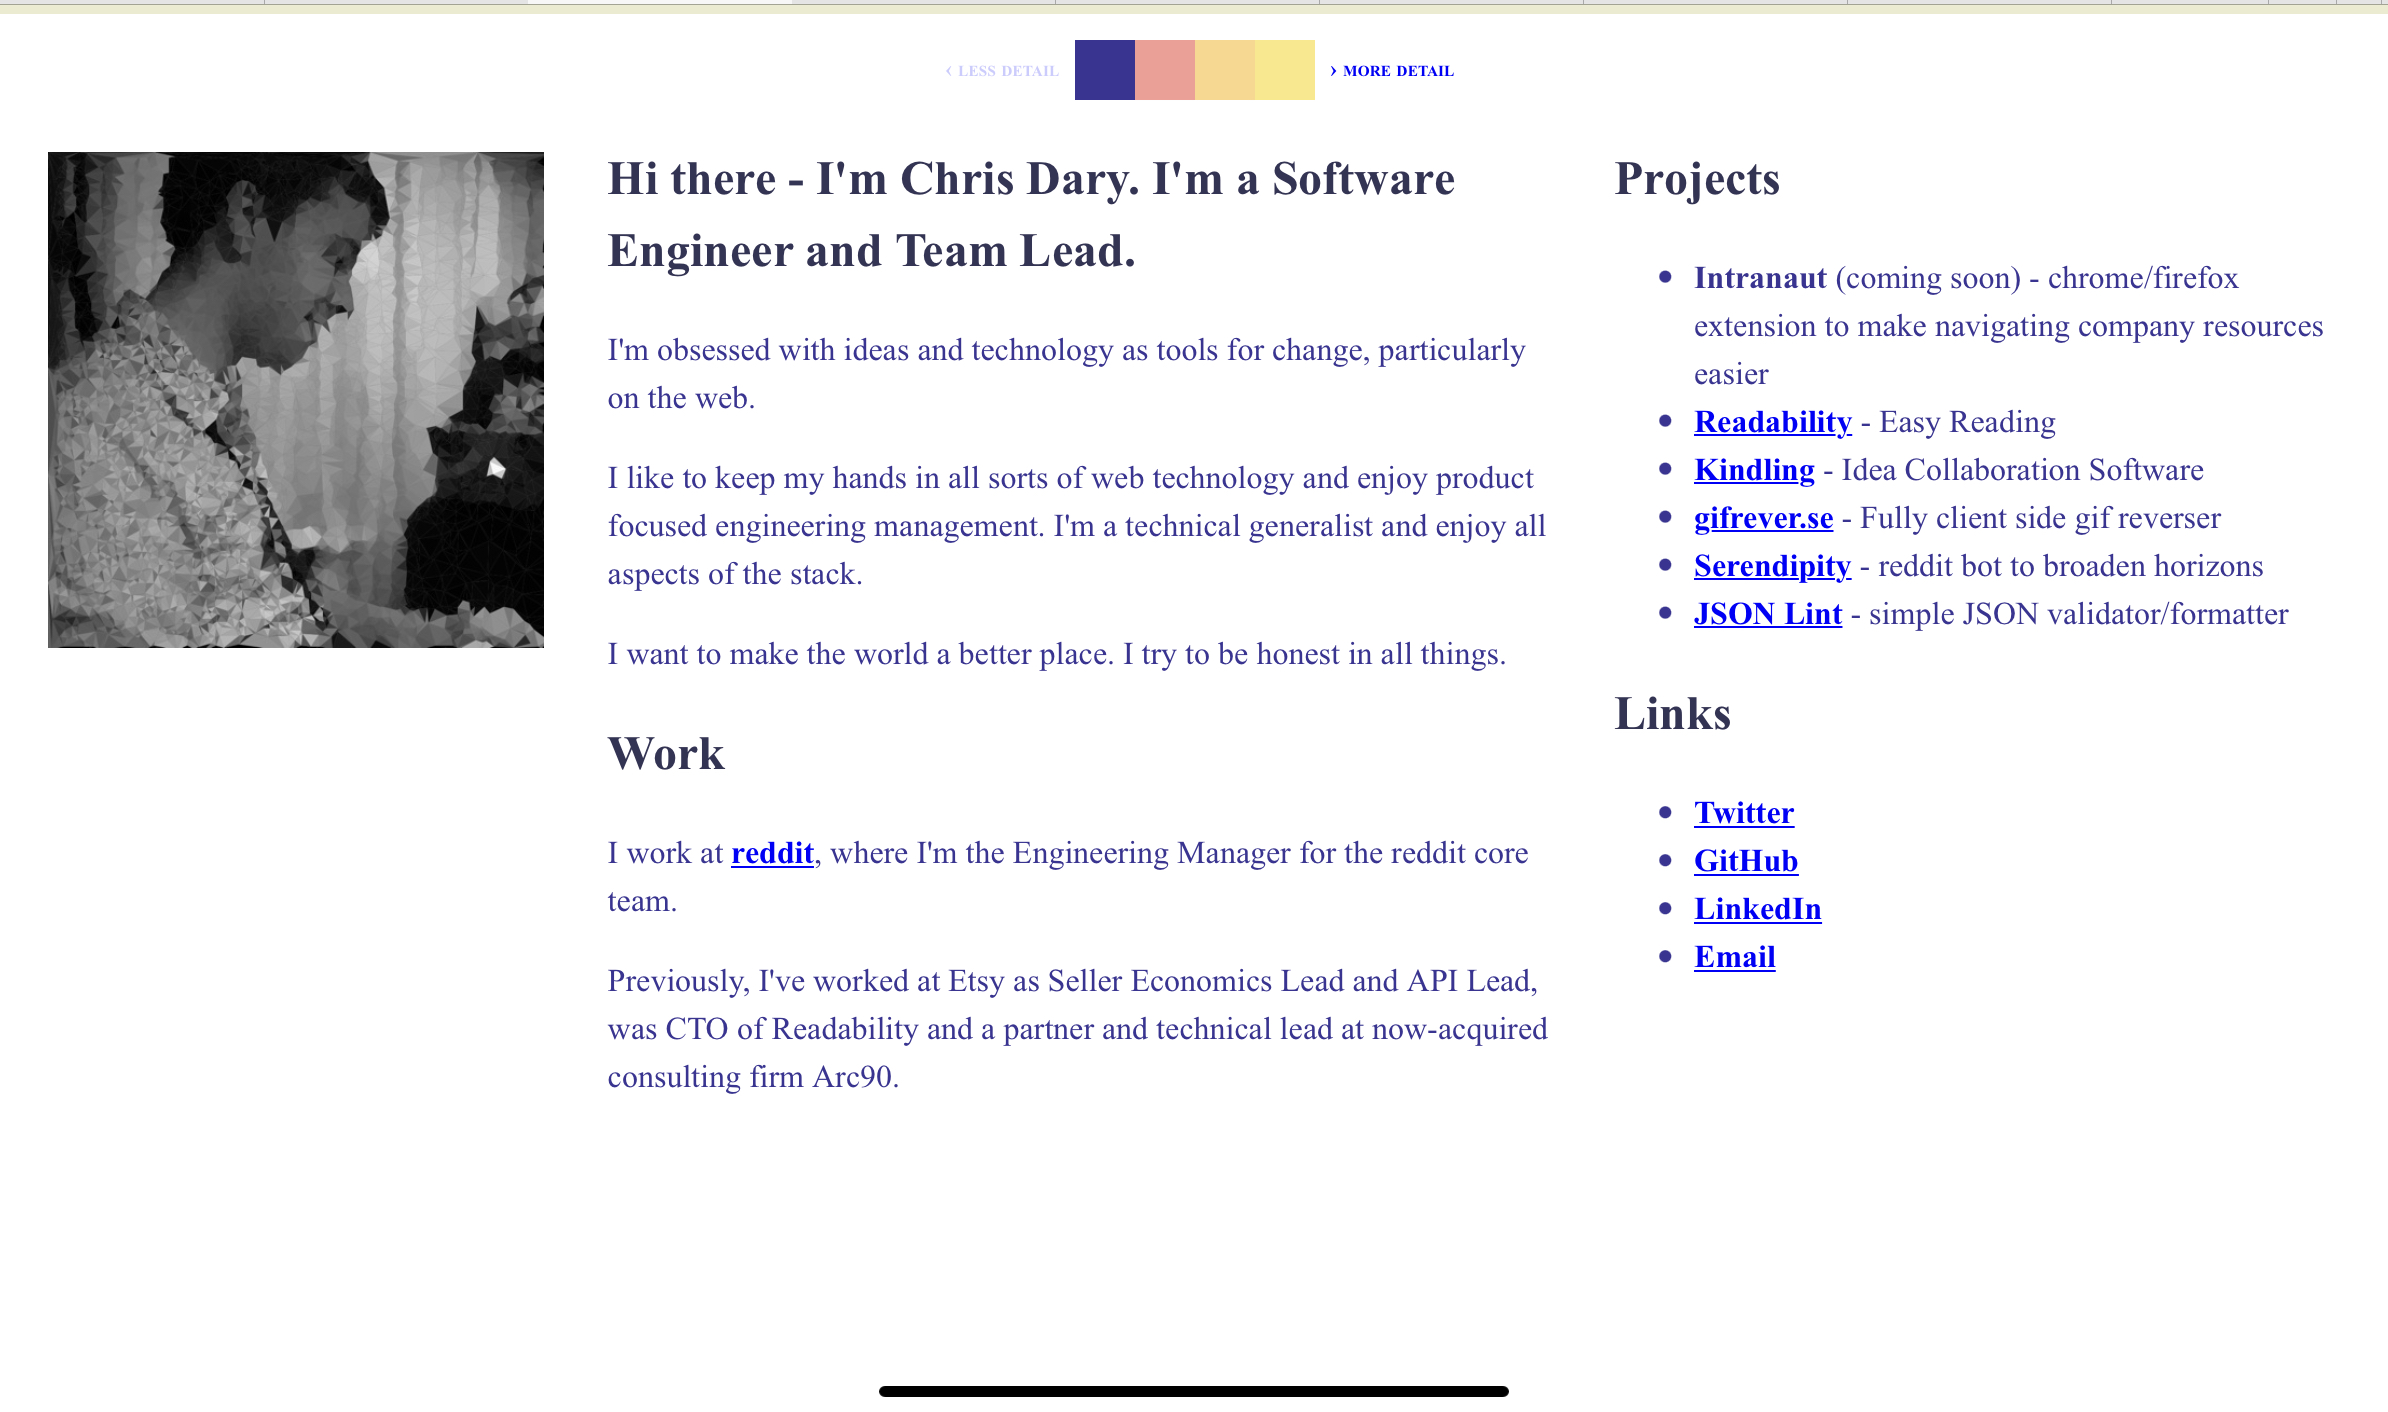 ‹ LESS DETAIL
› MORE DETAIL
Hi there - I'm Chris Dary. I'm a Software
Engineer and Team Lead.
I'm obsessed with ideas and technology as tools for change, particularly
on the web.
I like to keep my hands in all sorts of web technology and enjoy product
focused engineering management. I'm a technical generalist and enjoy all
aspects of the stack.
I want to make the world a better place. I try to be honest in all things.
Work
I work at reddit, where I'm the Engineering Manager for the reddit core
team.
Previously, I've worked at Etsy as Seller Economics Lead and API Lead,
was CTO of Readability and a partner and technical lead at now-acquired
consulting firm Arc90.
Projects
• Intranaut (coming soon) - chrome/firefox
extension to make navigating company resources
easier
• Readability - Easy Reading
• Kindling - Idea Collaboration Software
• gifrever.se - Fully client side gif reverser
• Serendipity - reddit bot to broaden horizons
• JSON Lint - simple JSON validator/formatter
Links
• Twitter
• GitHub
• LinkedIn
• Email